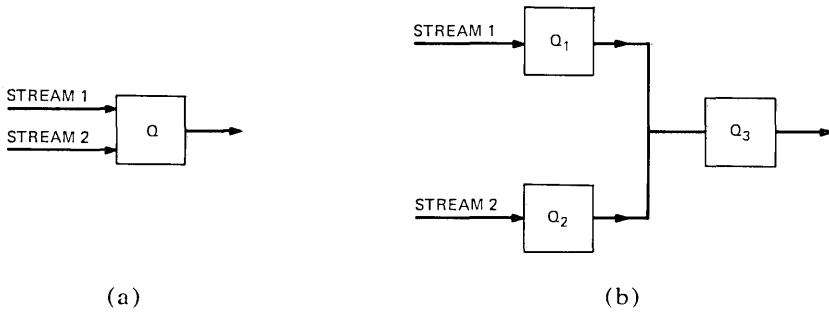 STREAM 1
STREAM 2
Q
(a)
STREAM 1
Q1
Q3
STREAM 2
Q2
(b)